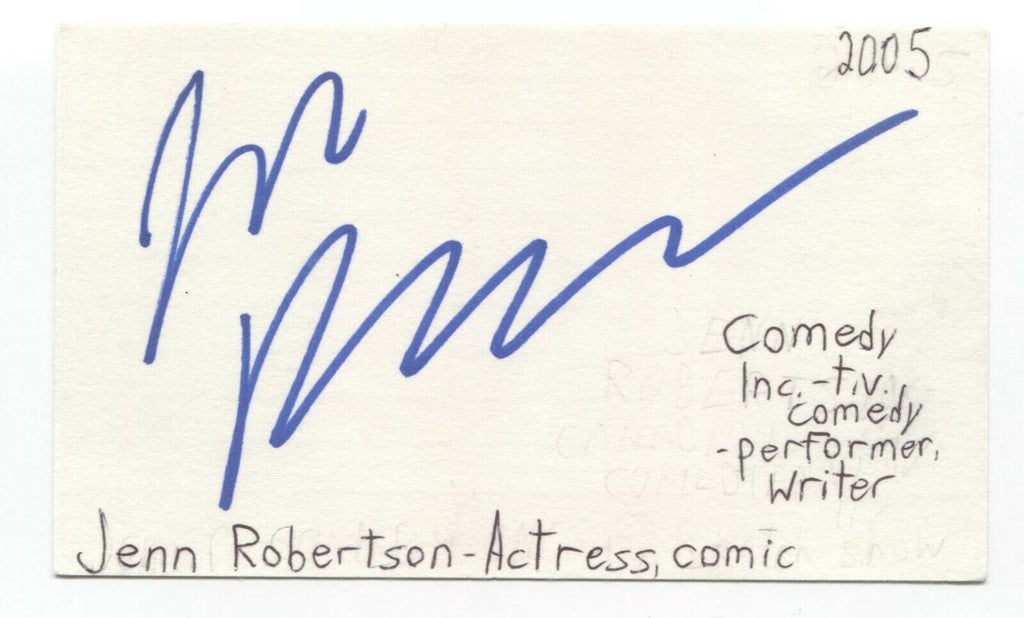 2005
Comedy
Inc.-t.v.
comedy
-performer,
writer
Jenn Robertson-Actress, comic